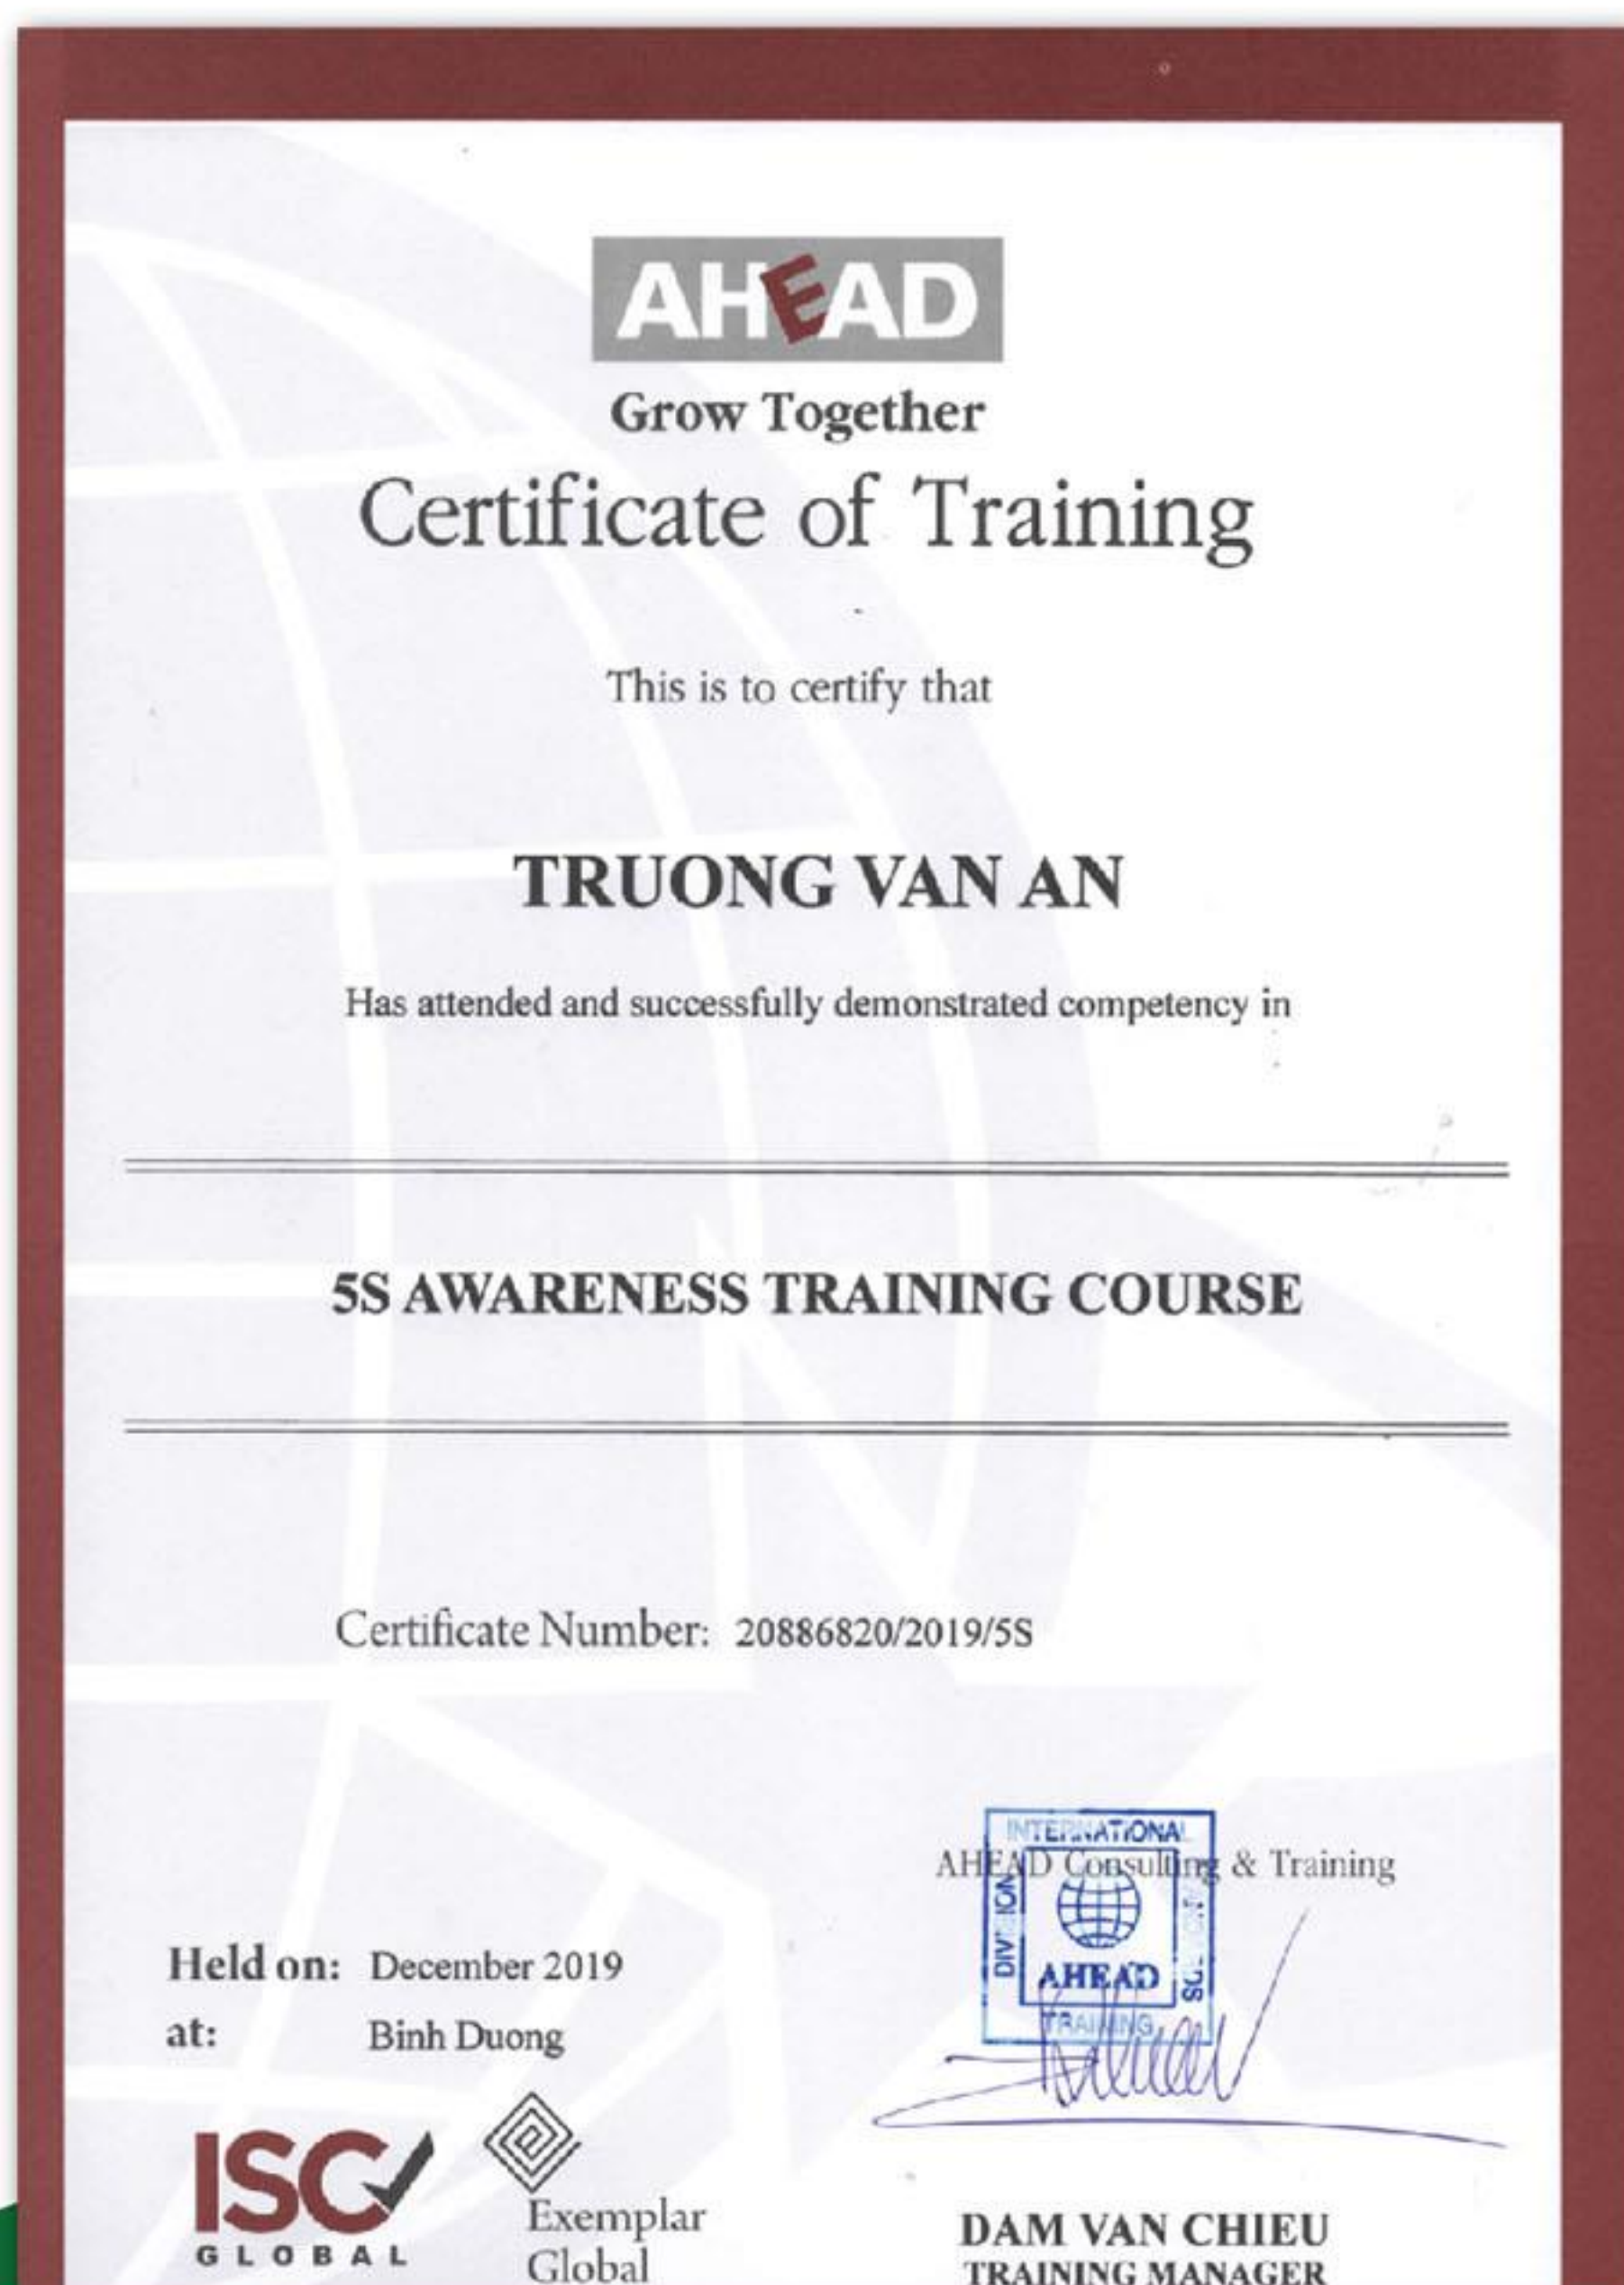 AHEAD
Grow Together
Certificate of Training
This is to certify that
TRUONG VAN AN
Has attended and successfully demonstrated competency in
5S AWARENESS TRAINING COURSE
Certificate Number: 20886820/2019/5S
INTERNATIONAL
AHEAD Consulting & Training
DIVISION
AHEAD
TRAINING
Held on: December 2019
at: Binh Duong
ISC
GLOBAL
Exemplar
Global
DAM VAN CHIEU
TRAINING MANAGER